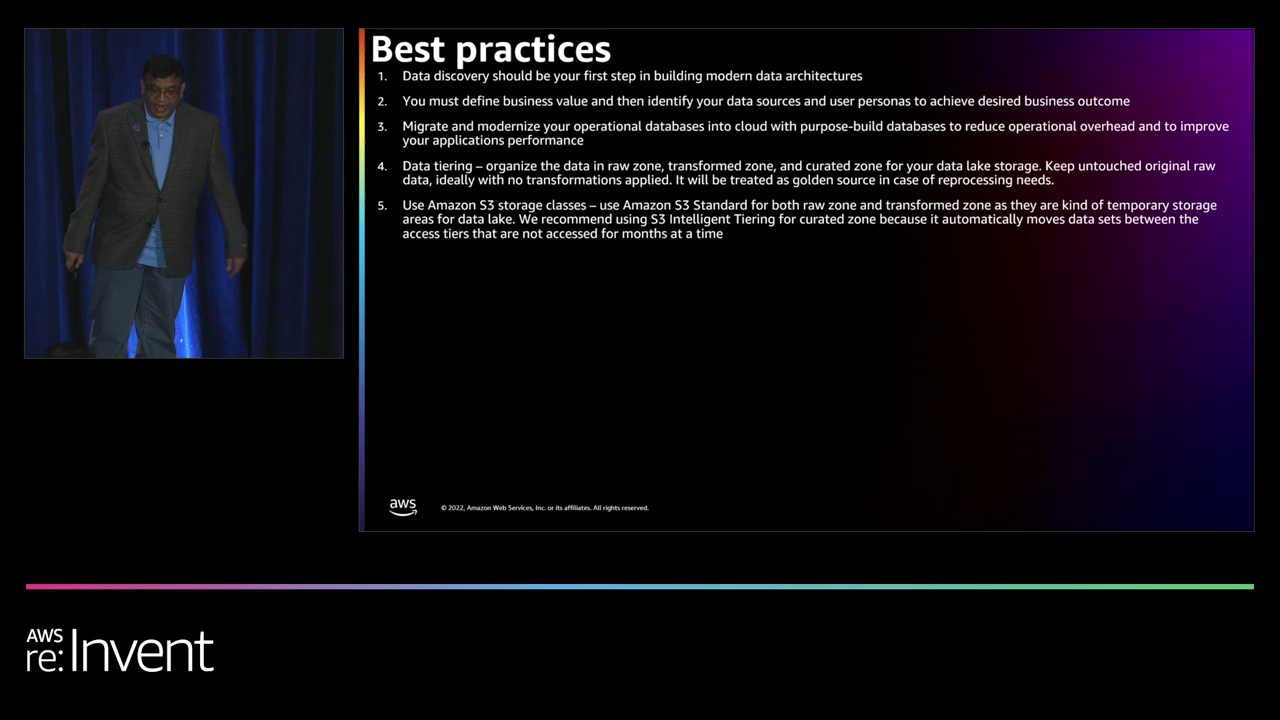 Best practices
1. Data discovery should be your first step in building modern data architectures
2. You must define business value and then identify your data sources and user personas to achieve desired business outcome
3. Migrate and modernize your operational databases into cloud with purpose-build databases to reduce operational overhead and to improve
your applications performance
4. Data tiering – organize the data in raw zone, transformed zone, and curated zone for your data lake storage. Keep untouched original raw
data, ideally with no transformations applied. It will be treated as golden source in case of reprocessing needs.
5. Use Amazon S3 storage classes – use Amazon S3 Standard for both raw zone and transformed zone as they are kind of temporary storage
areas for data lake. We recommend using S3 Intelligent Tiering for curated zone because it automatically moves data sets between the
access tiers that are not accessed for months at a time
aws
© 2022, Amazon Web Services, Inc. or its affiliates. All rights reserved.
AWS
re:Invent